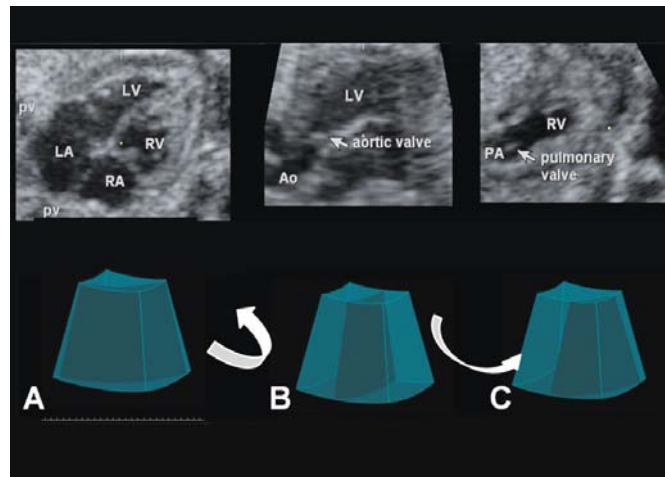 pv
LV
LA
RV
RA
pv
LV
aortic valve
Ao
RV
PA
pulmonary
valve
A
B
C